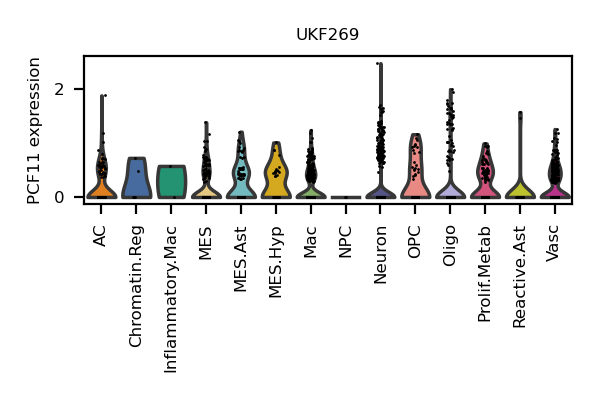 UKF269
PCF11 expression
2
0
AC
Chromatin.Reg
Inflammatory.Mac
MES
MES.Ast
MES.Hyp
Mac
NPC
Neuron
OPC
Oligo
Prolif.Metab
Reactive.Ast
Vasc